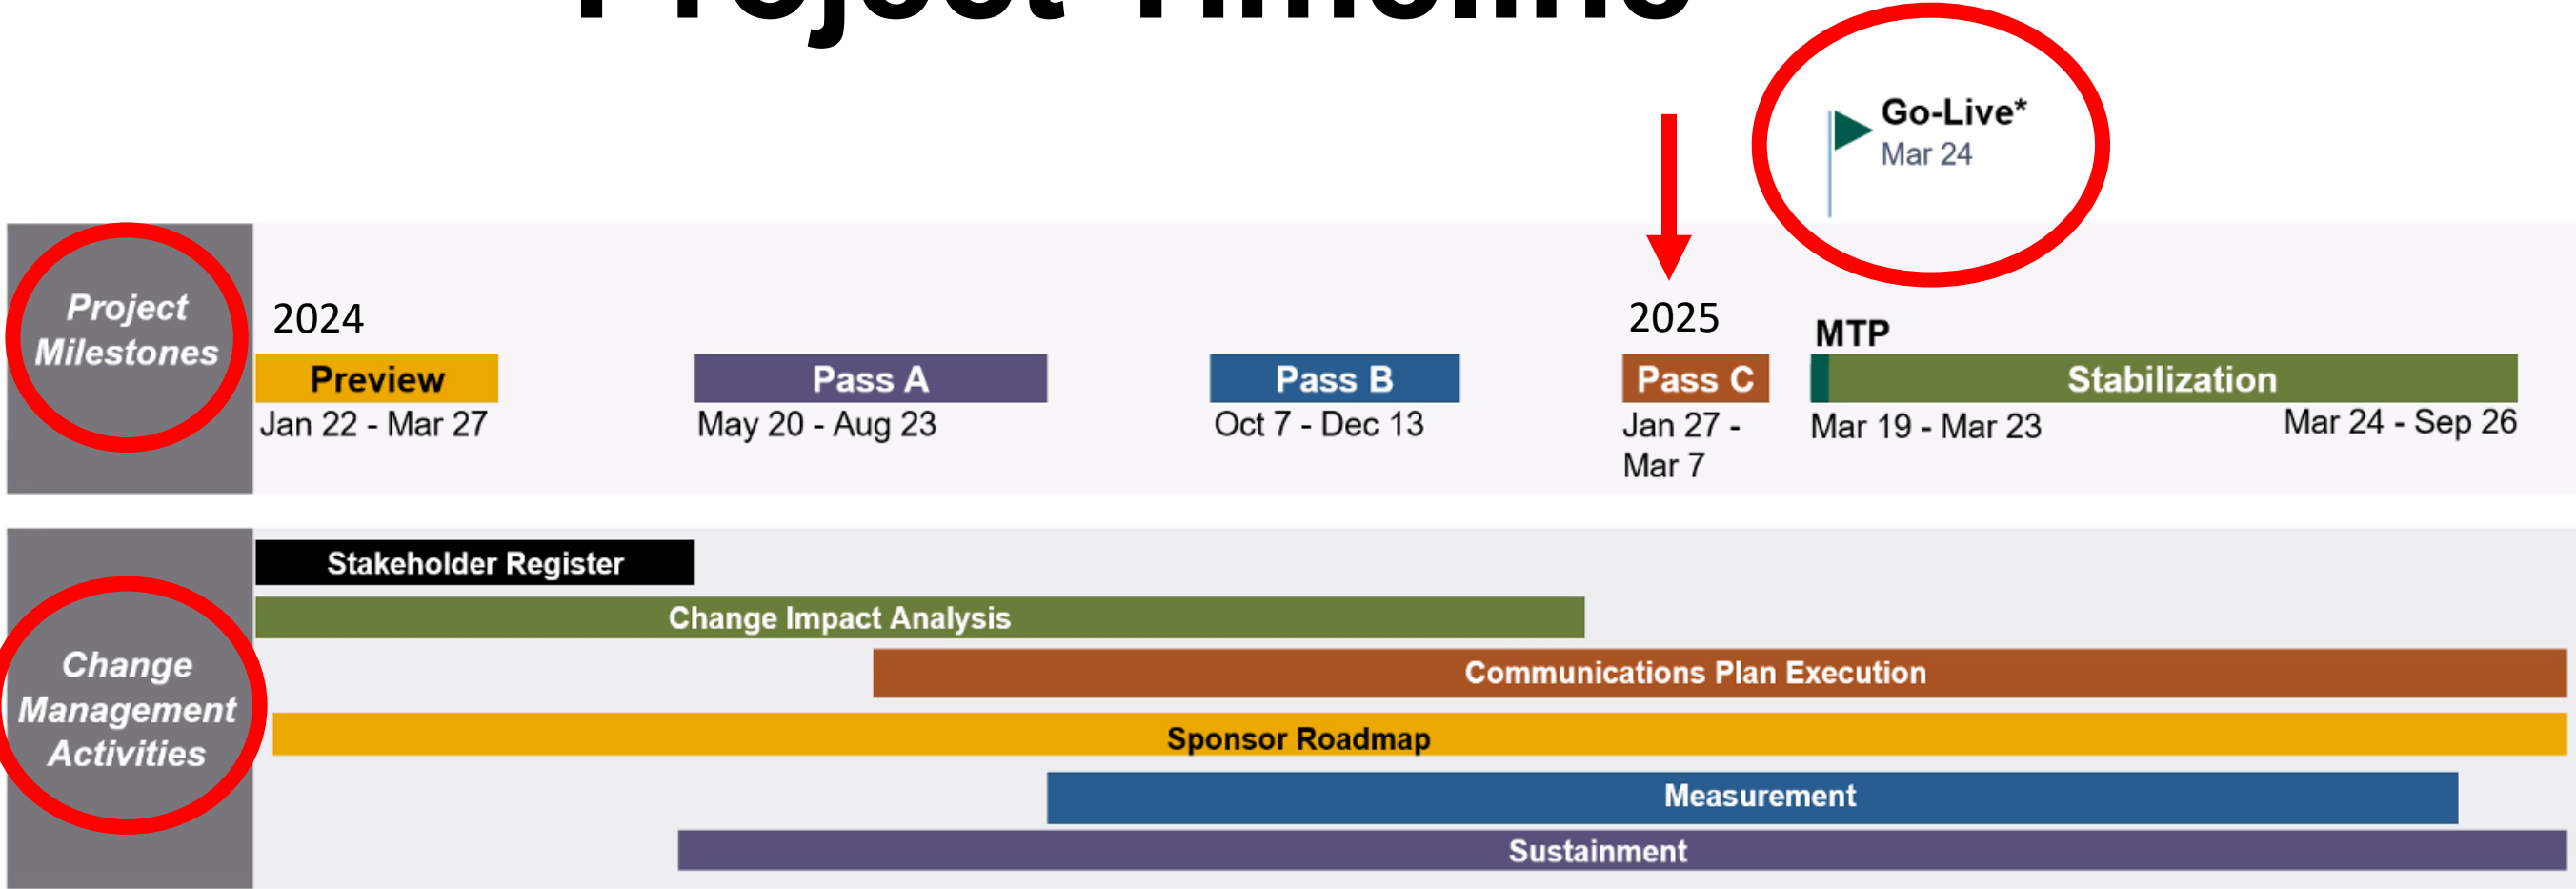 Project Timeline
Go-Live*
Mar 24
Project
Milestones
2024
2025
MTP
Preview
Pass A
Pass B
Pass C
Stabilization
Jan 22 - Mar 27
May 20 - Aug 23
Oct 7 - Dec 13
Jan 27 -
Mar 7
Mar 19 - Mar 23
Mar 24 - Sep 26
Change
Management
Activities
Stakeholder Register
Change Impact Analysis
Communications Plan Execution
Sponsor Roadmap
Measurement
Sustainment